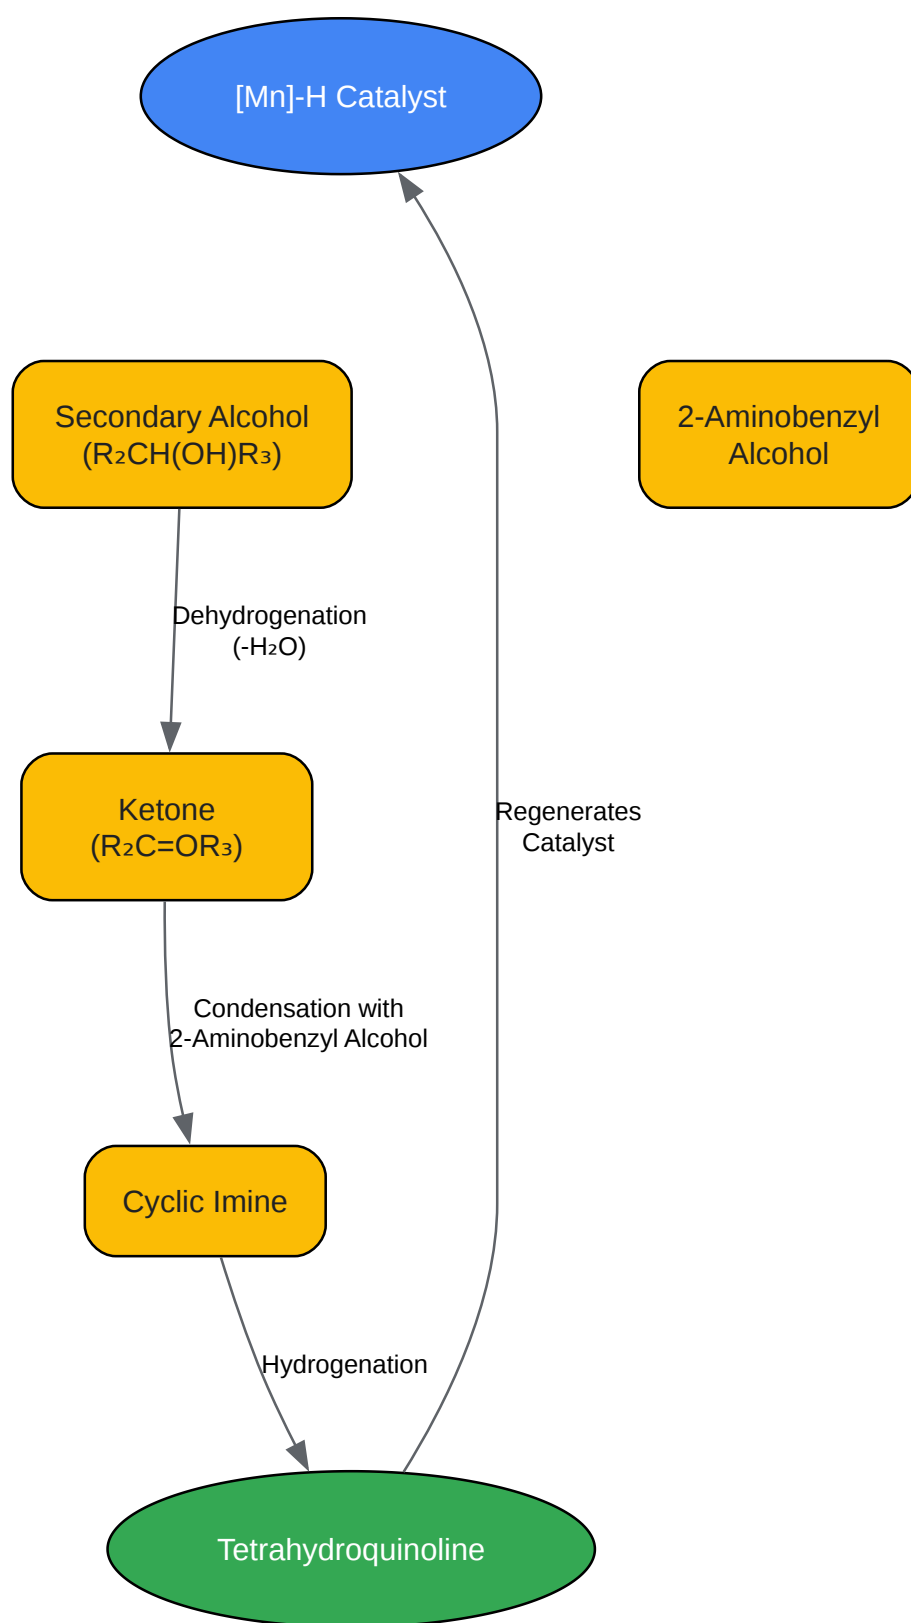 [Mn]-H Catalyst
Secondary Alcohol
(R₂CH(OH)R₃)
2-Aminobenzyl
Alcohol
Dehydrogenation
(-H₂O)
Ketone
(R₂C=OR₃)
Regenerates
Catalyst
Condensation with
2-Aminobenzyl Alcohol
Cyclic Imine
Hydrogenation
Tetrahydroquinoline